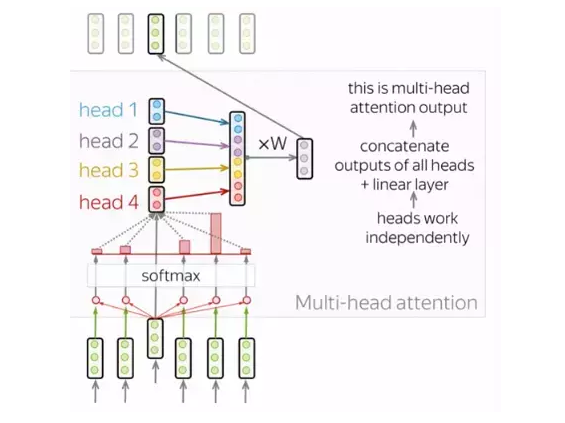 head 1
head 2
head 3
head 4
×W
softmax
this is multi-head
attention output
concatenate
outputs of all heads
+ linear layer
heads work
independently
Multi-head attention